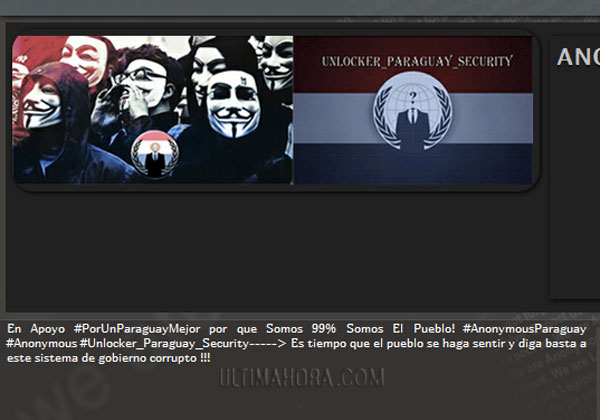 UNLOCKER_PARAGUAY_SECURITY
?
ANO
En Apoyo #PorUnParaguayMejor por que Somos 99% Somos El Pueblo! #AnonymousParaguay
#Anonymous #Unlocker_Paraguay_Security-----> Es tiempo que el pueblo se haga sentir y diga basta a
este sistema de gobierno corrupto !!!
ULTIMAHORA.COM